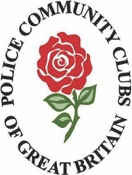 POLICE COMMUNITY CLUBS
OF GREAT BRITAIN